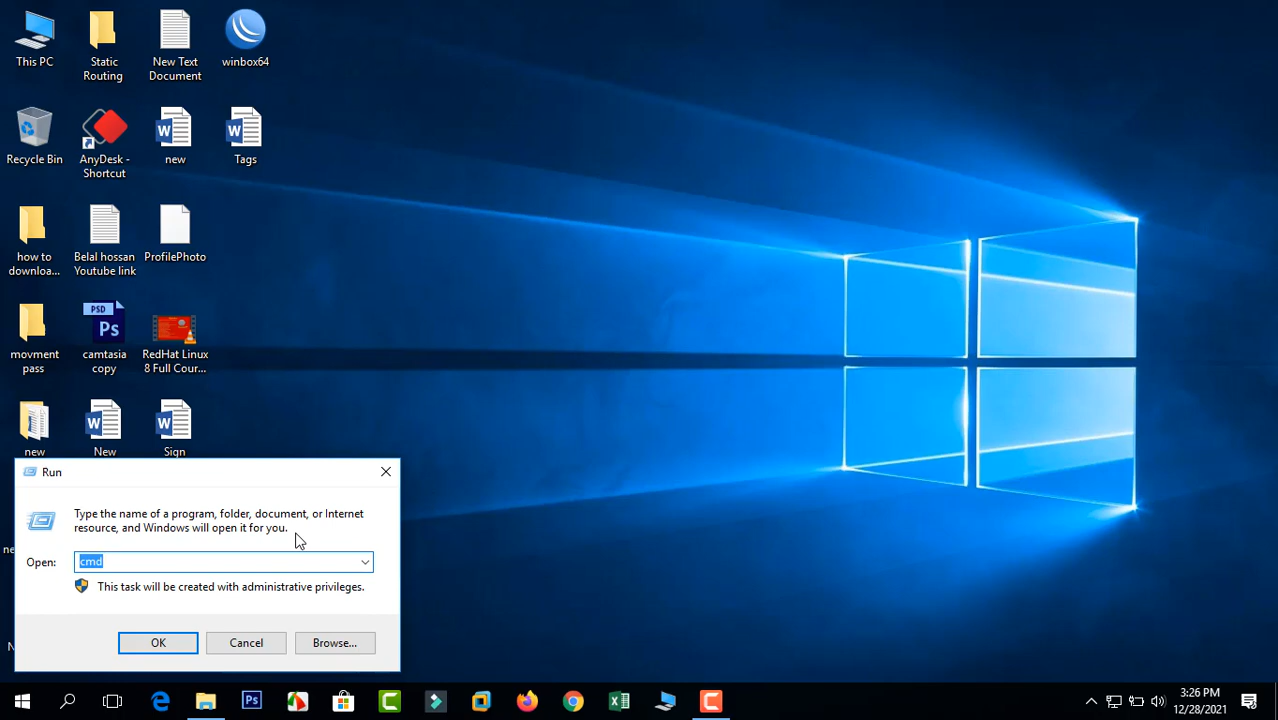 This PC
Static
Routing
New Text
Document
winbox64
Recycle Bin
AnyDesk -
Shortcut
W
new
W
Tags
how to
downloa...
Belal hossan
Youtube link
ProfilePhoto
movment
pass
PSD
Ps
camtasia
copy
RedHat Linux
8 Full Cour...
new
W
New
W
Sign
Run
Type the name of a program, folder, document, or Internet
resource, and Windows will open it for you.
Open:
cmd
This task will be created with administrative privileges.
OK
Cancel
Browse...
ne
N
Ps
3:26 PM
12/28/2021